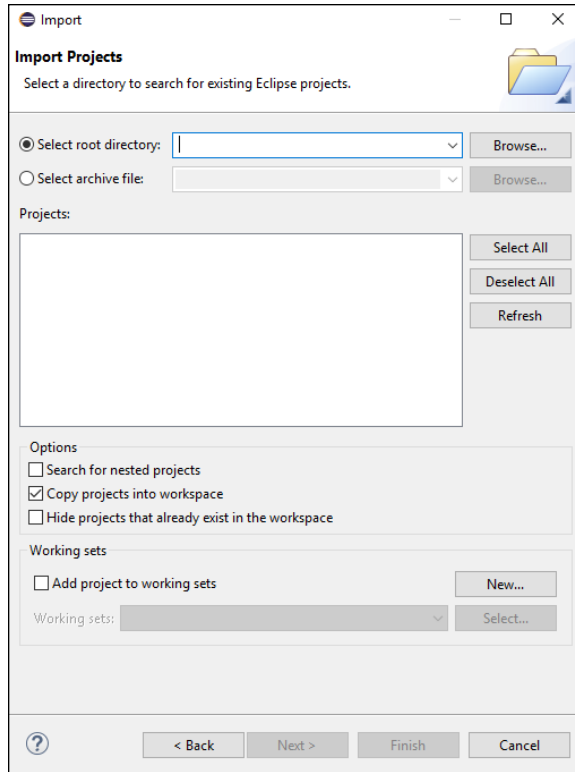 Import
Import Projects
Select a directory to search for existing Eclipse projects.
Select root directory:
Browse...
Select archive file:
Browse...
Projects:
Select All
Deselect All
Refresh
Options
Search for nested projects
Copy projects into workspace
Hide projects that already exist in the workspace
Working sets
Add project to working sets
New...
Working sets:
Select...
? < Back Next > Finish Cancel